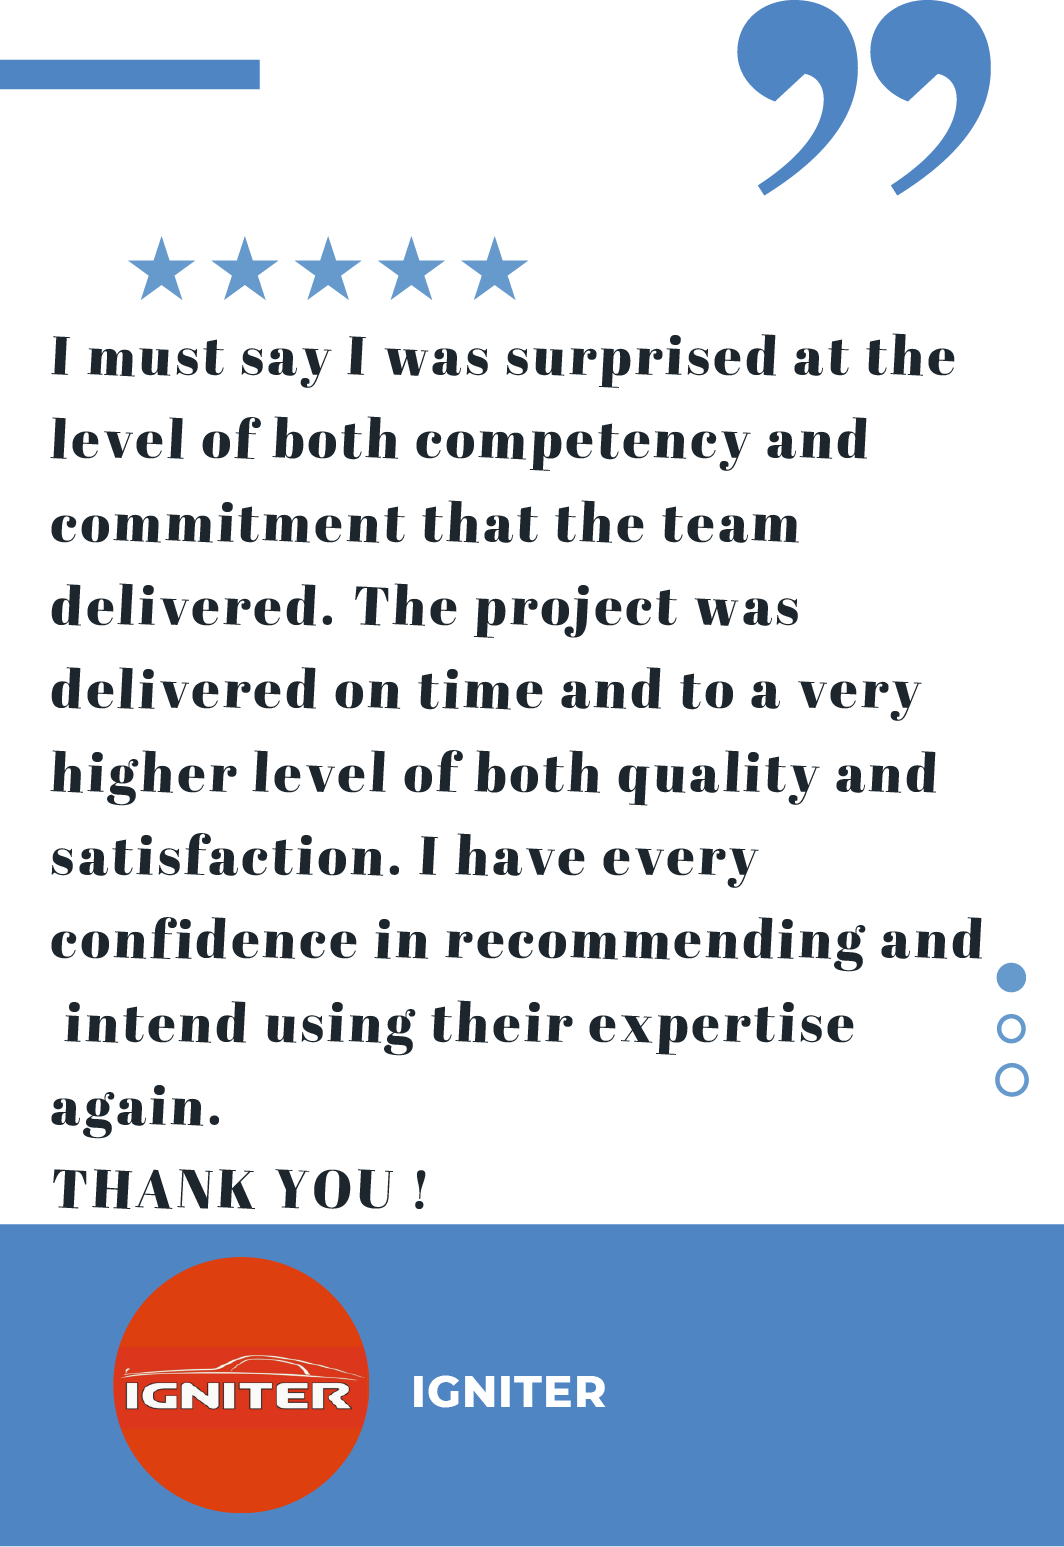 I must say I was surprised at the
level of both competency and
commitment that the team
delivered. The project was
delivered on time and to a very
higher level of both quality and
satisfaction. I have every
confidence in recommending and
intend using their expertise
again.
THANK YOU !
IGNITER
IGNITER